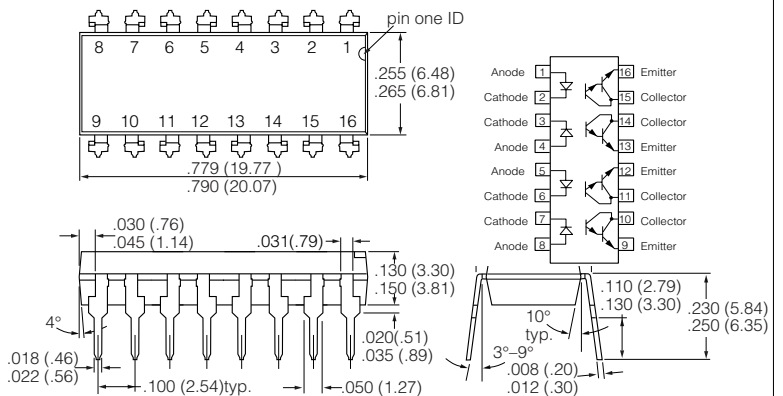 pin one ID
8 7 6 5 4 3 2 1
9 10 11 12 13 14 15 16
.255 (6.48)
.265 (6.81)
.779 (19.77 )
.790 (20.07)
Anode 1 16 Emitter
Cathode 2 15 Collector
Cathode 3 14 Collector
Anode 4 13 Emitter
Anode 5 12 Emitter
Cathode 6 11 Collector
Cathode 7 10 Collector
Anode 8 9 Emitter
.030 (.76)
.045 (1.14)
.031(.79)
.130 (3.30)
.150 (3.81)
4°
.020(.51)
.035 (.89)
.018 (.46)
.022 (.56)
.100 (2.54)typ.
.050 (1.27)
.110 (2.79)
.130 (3.30)
.230 (5.84)
.250 (6.35)
10°
typ.
3°–9°
.008 (.20)
.012 (.30)